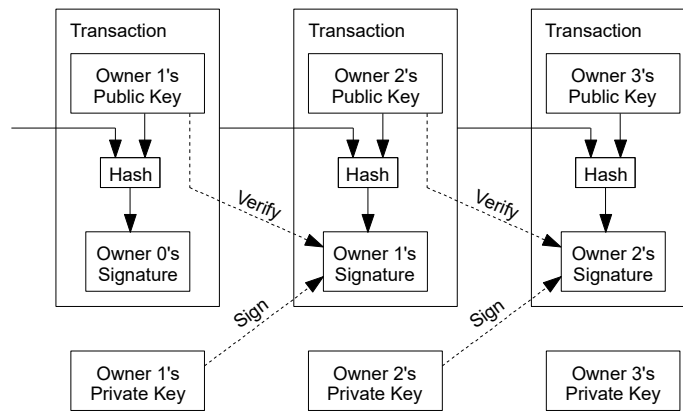 Transaction
Owner 1's
Public Key
Hash
Owner 0's
Signature
Transaction
Owner 2's
Public Key
Hash
Verify
Owner 1's
Signature
Transaction
Owner 3's
Public Key
Hash
Verify
Owner 2's
Signature
Sign
Sign
Owner 1's
Private Key
Owner 2's
Private Key
Owner 3's
Private Key